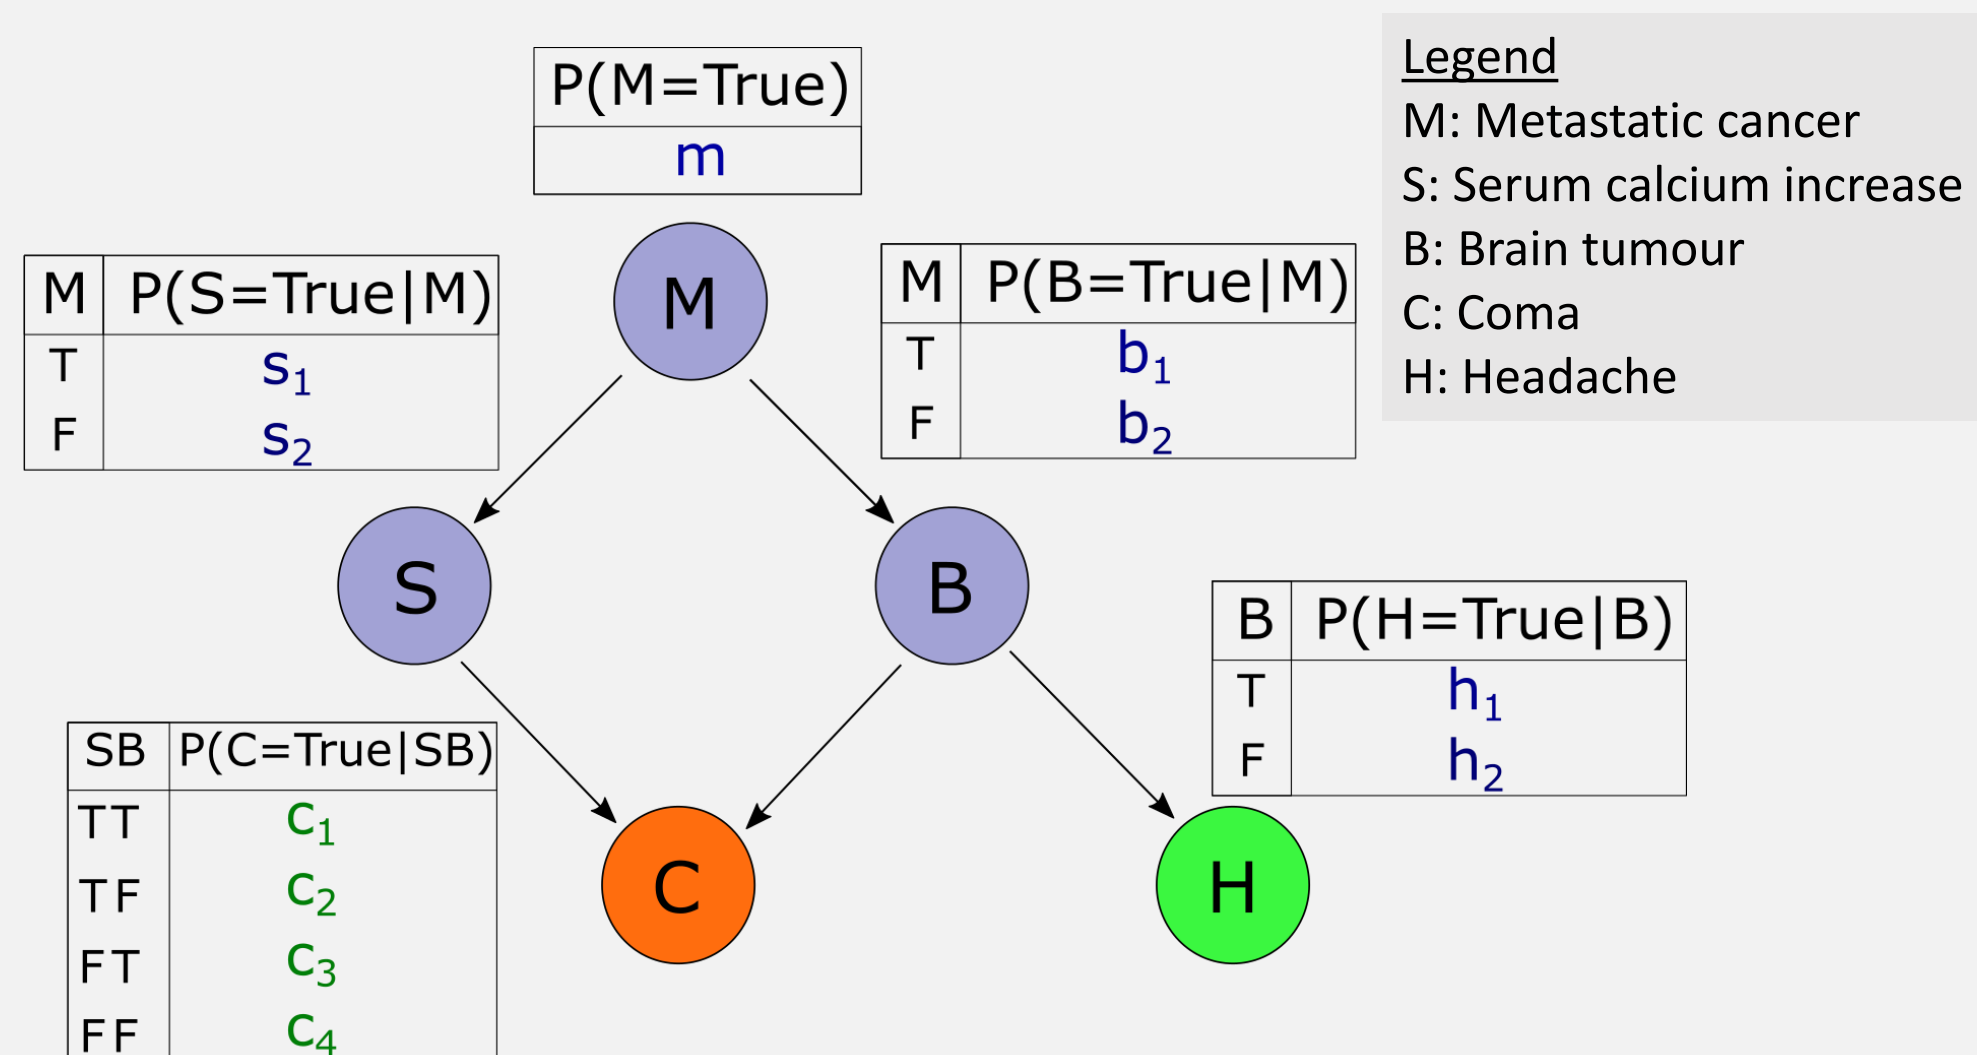 P(M=True)
m
Legend
M: Metastatic cancer
S: Serum calcium increase
B: Brain tumour
C: Coma
H: Headache
M P(S=True|M)
T s₁
F s₂
M
M P(B=True|M)
T b₁
F b₂
S
B
B P(H=True|B)
T h₁
F h₂
SB P(C=True|SB)
TT c₁
TF c₂
FT c₃
FF c₄
C
H